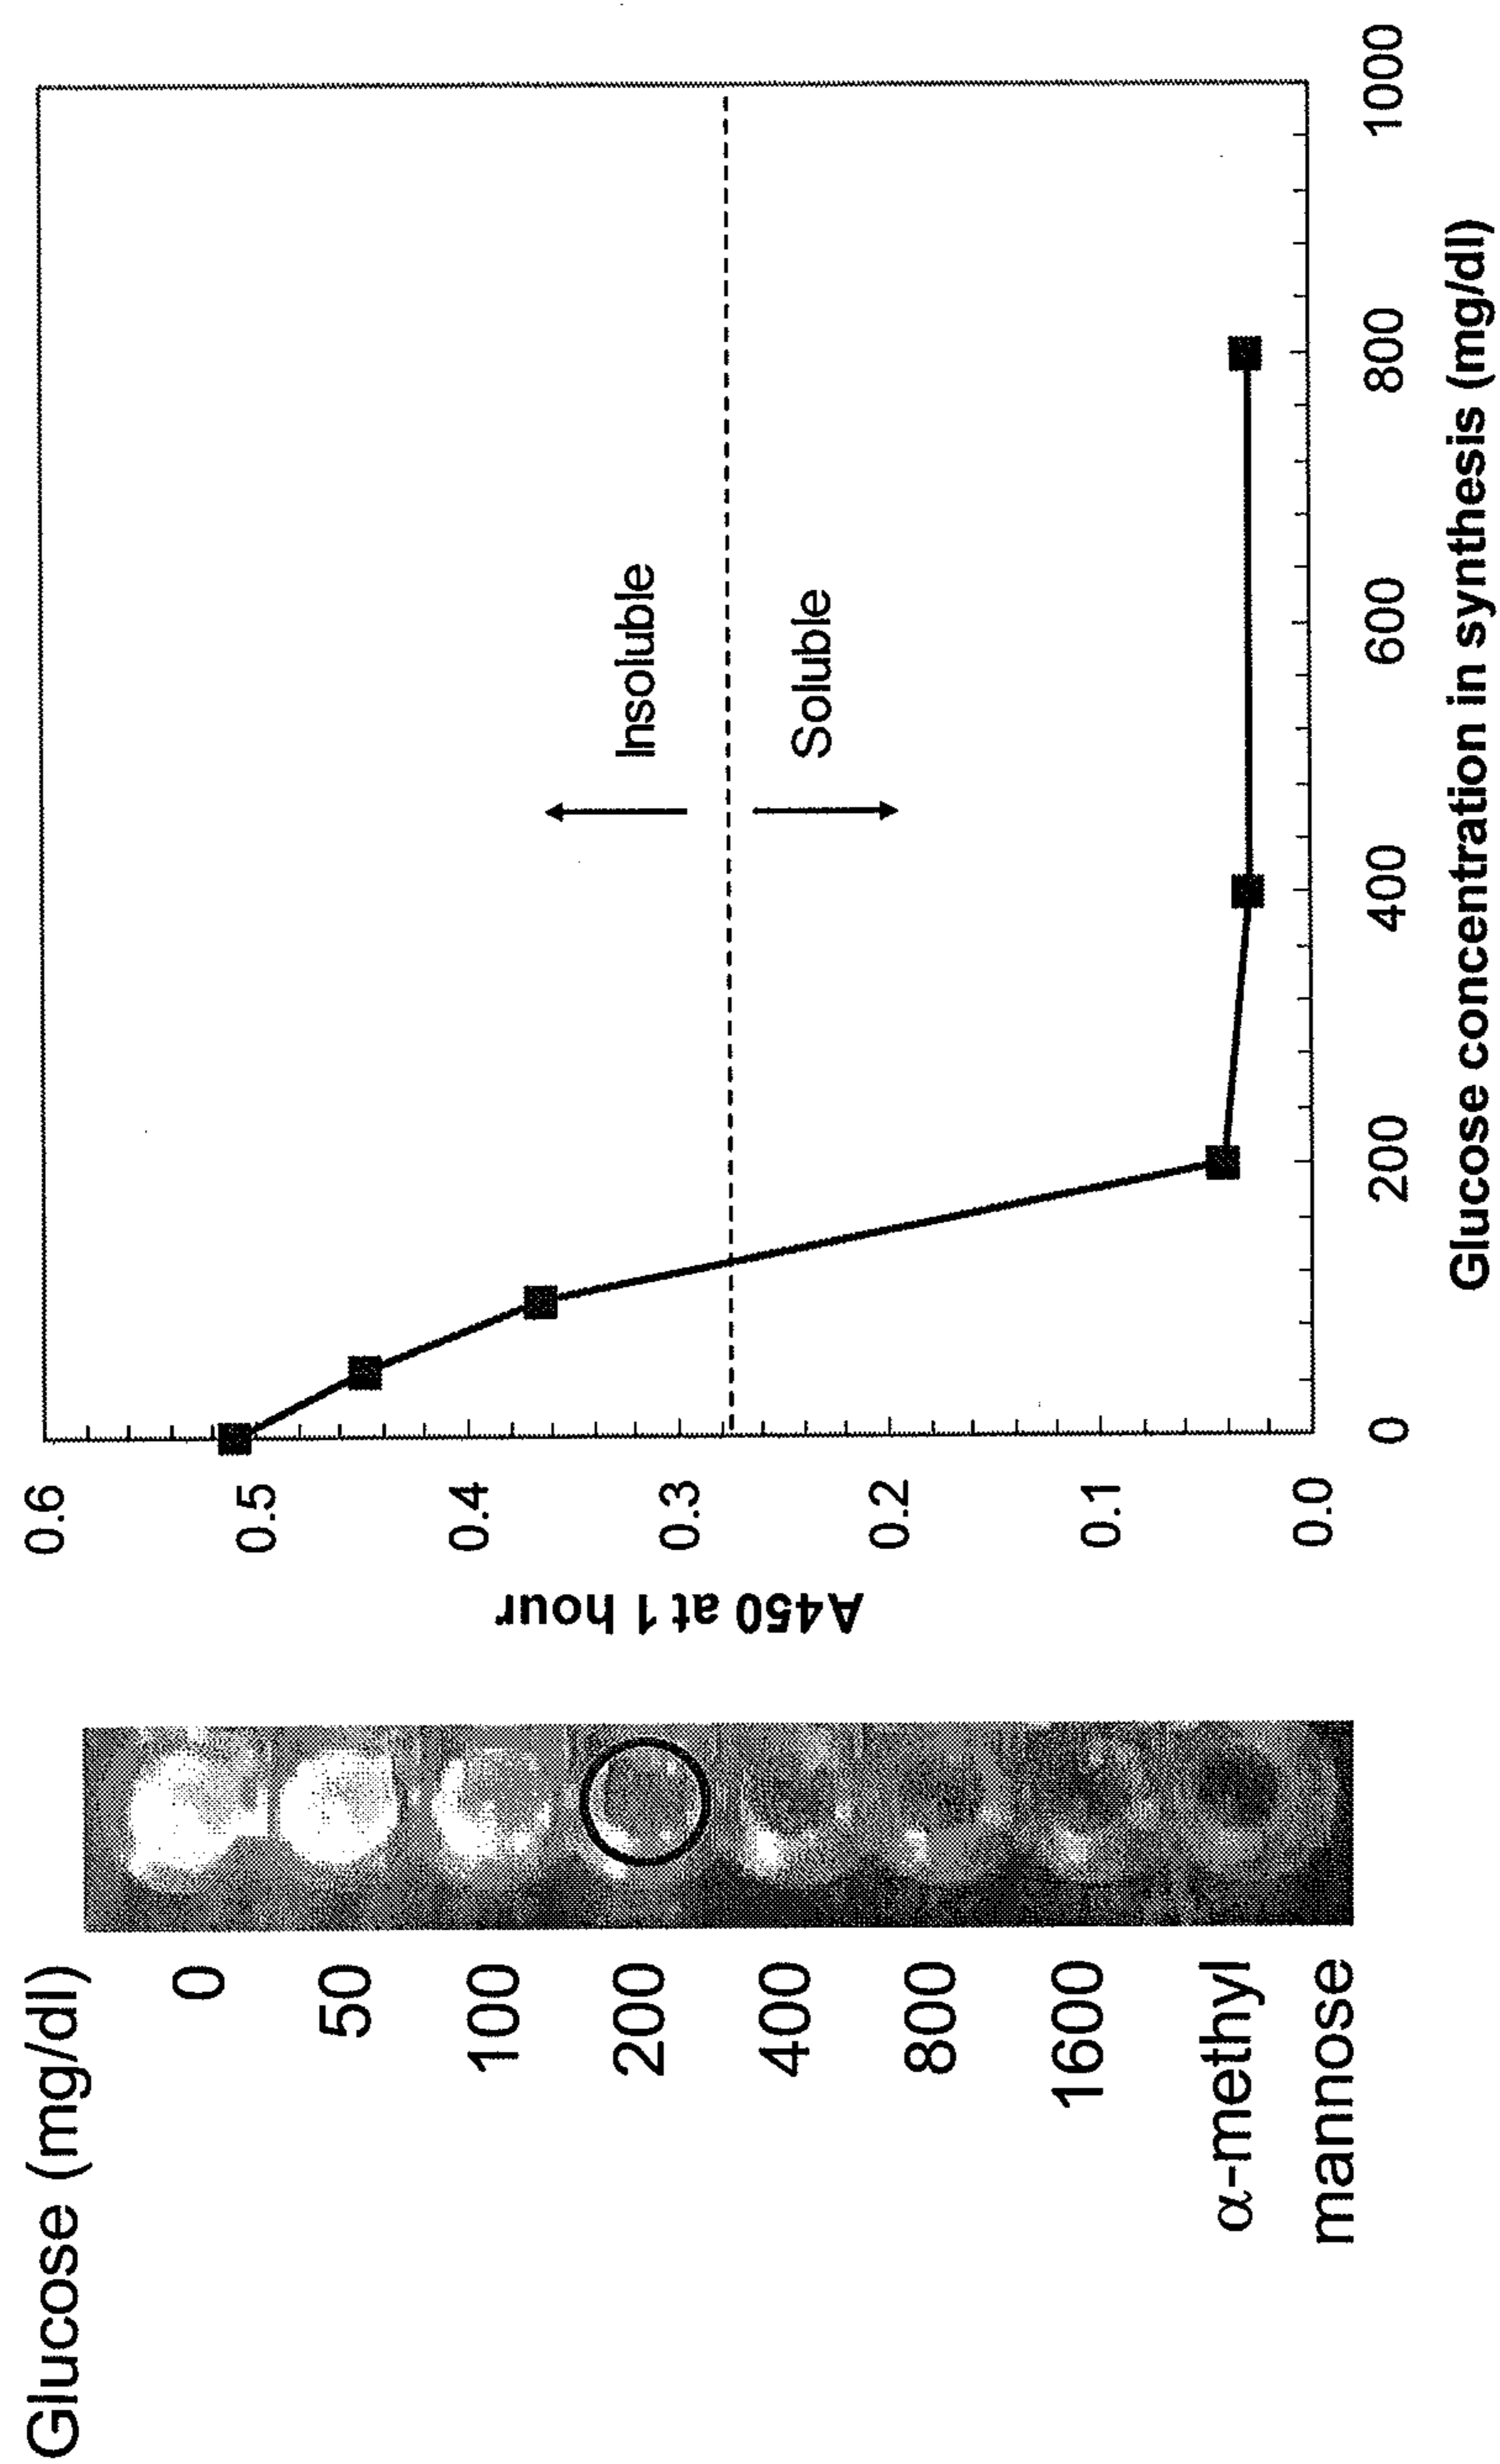 Glucose (mg/dl)
0
50
100
200
400
800
1600
α-methyl
mannose
A450 at 1 hour
0.6
0.5
0.4
0.3
0.2
0.1
0.0
Insoluble
Soluble
0
200
400
600
800
1000
Glucose concentration in synthesis (mg/dl)